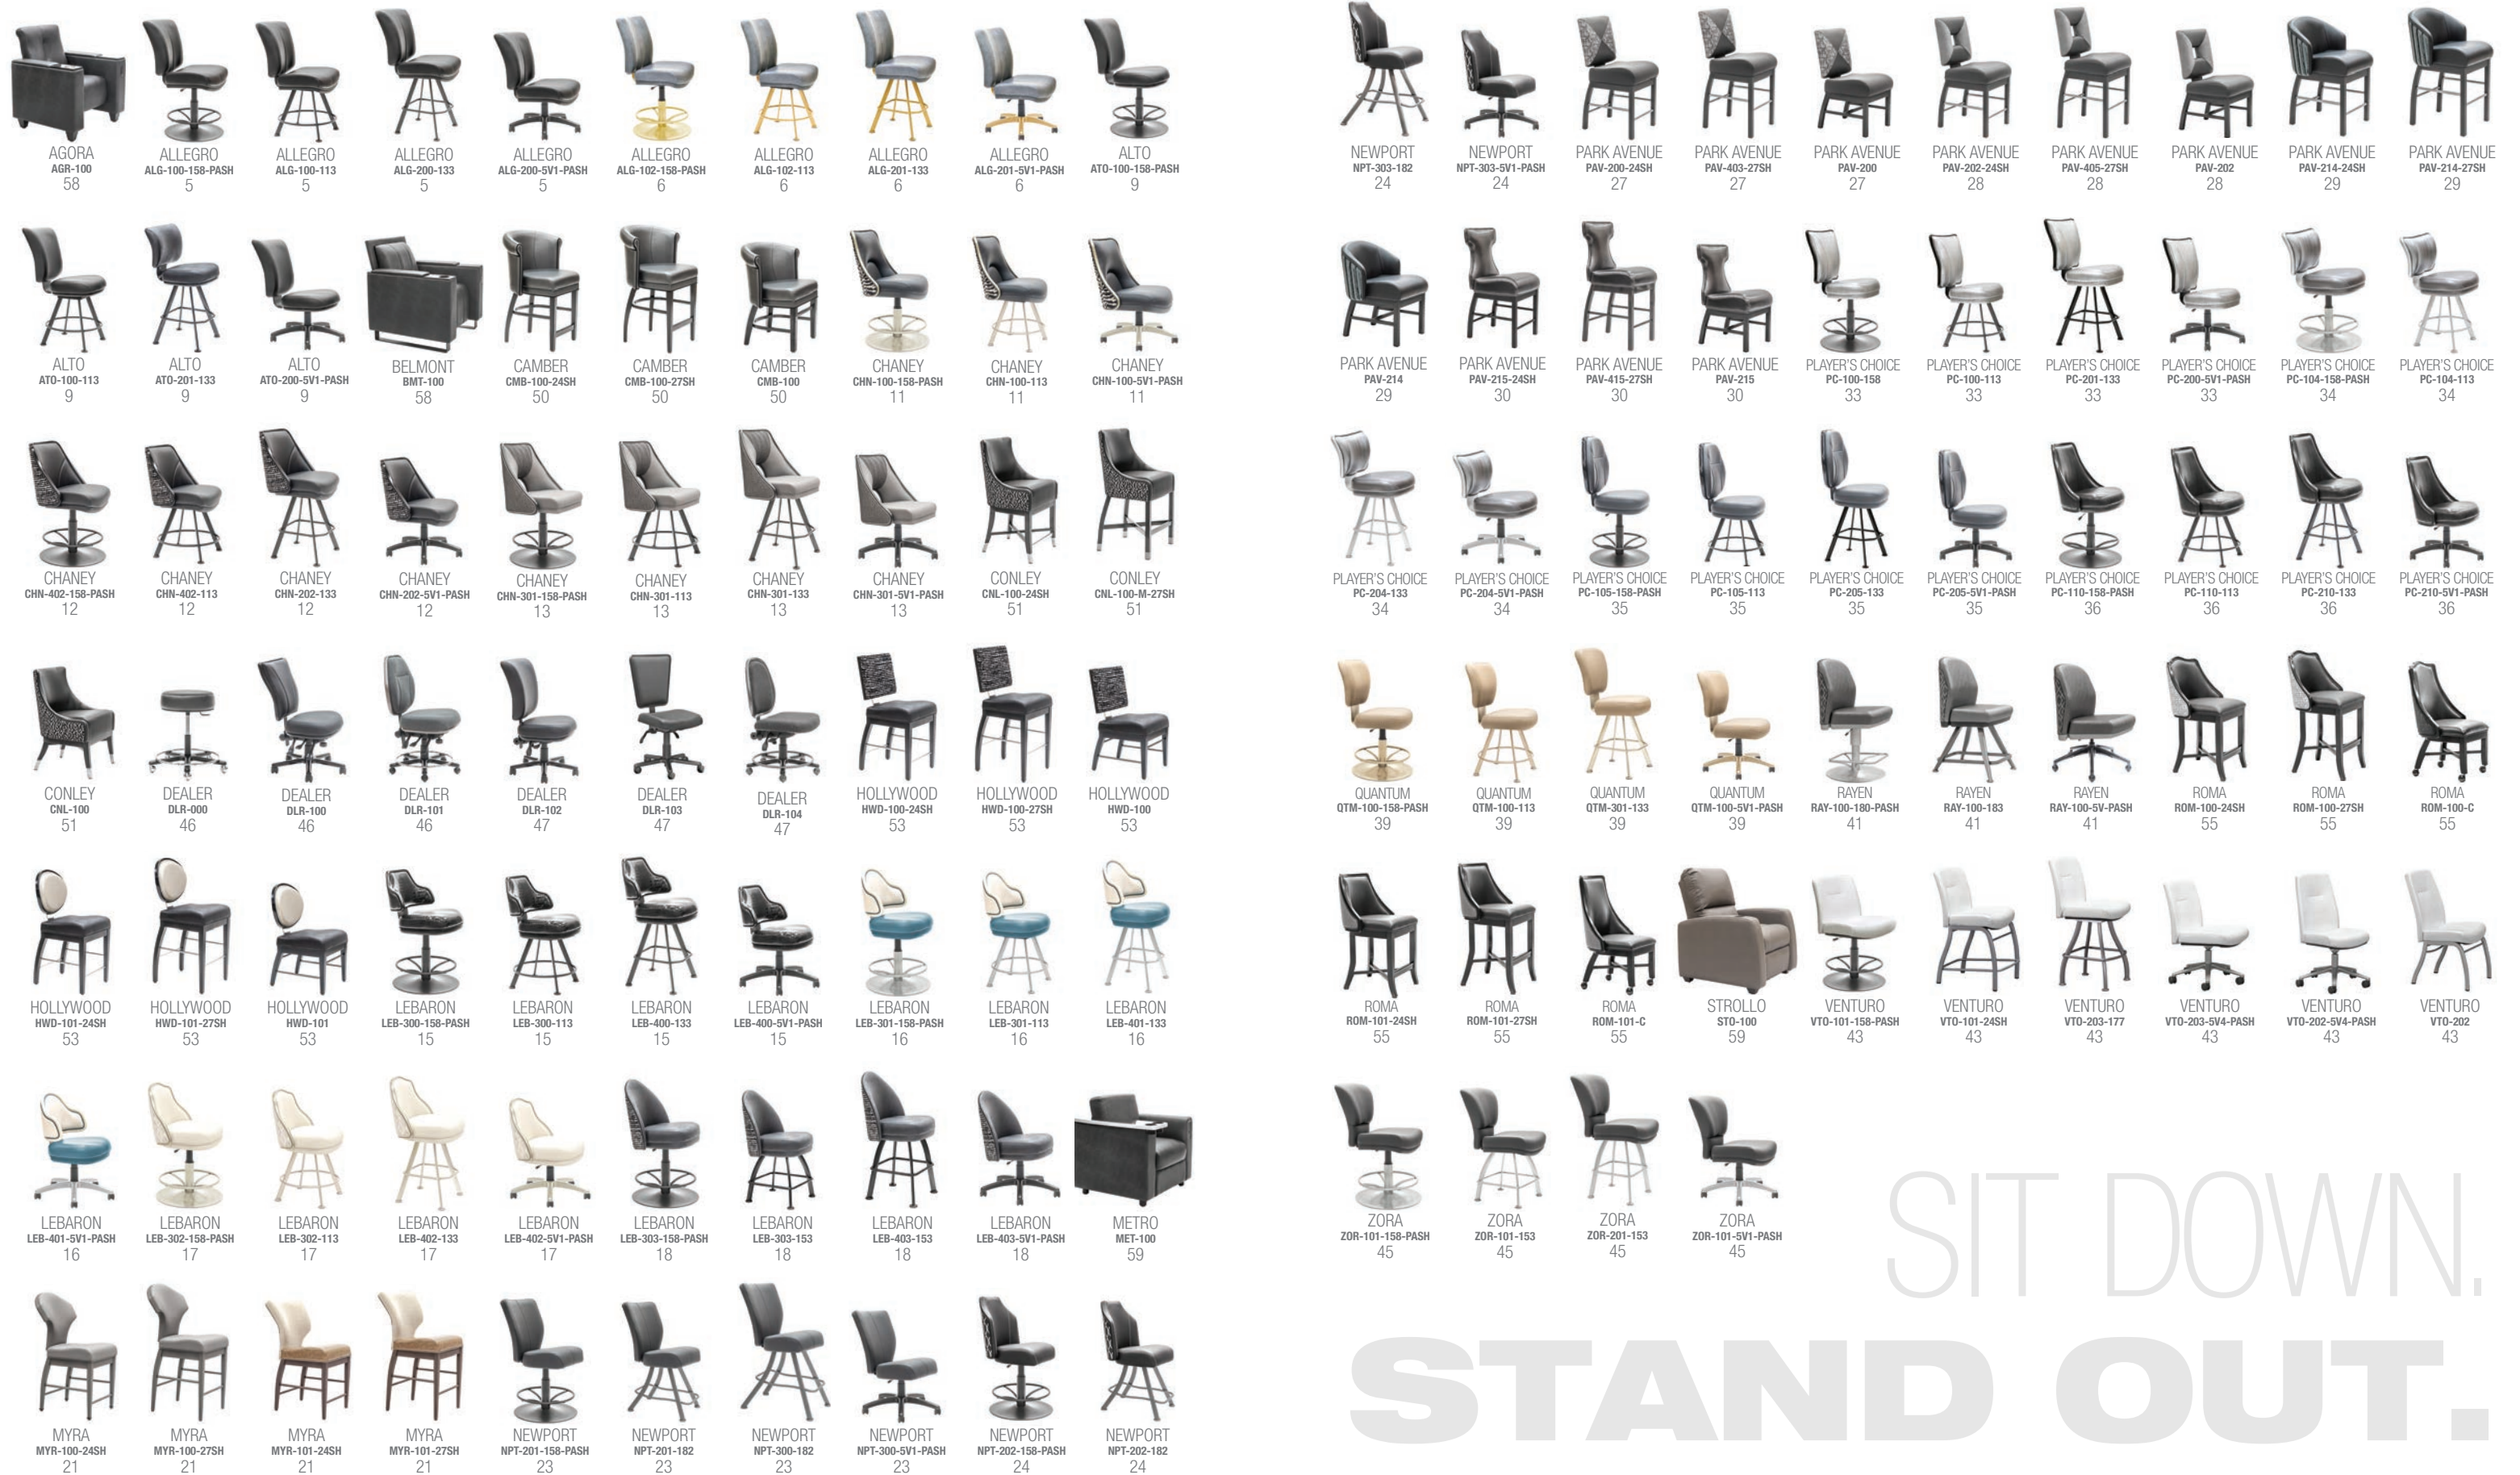 AGORA
AGR-100
58
ALLEGRO
ALG-100-158-PASH
5
ALLEGRO
ALG-100-113
5
ALLEGRO
ALG-200-133
5
ALLEGRO
ALG-200-5V1-PASH
5
ALLEGRO
ALG-102-158-PASH
6
ALLEGRO
ALG-102-113
6
ALLEGRO
ALG-201-133
6
ALLEGRO
ALG-201-5V1-PASH
6
ALTO
ATO-100-158-PASH
9
ALTO
ATO-100-113
9
ALTO
ATO-201-133
9
ALTO
ATO-200-5V1-PASH
9
BELMONT
BMT-100
58
CAMBER
CMB-100-24SH
50
CAMBER
CMB-100-27SH
50
CAMBER
CMB-100
50
CHANEY
CHN-100-158-PASH
11
CHANEY
CHN-100-113
11
CHANEY
CHN-100-5V1-PASH
11
CHANEY
CHN-402-158-PASH
12
CHANEY
CHN-402-113
12
CHANEY
CHN-202-133
12
CHANEY
CHN-202-5V1-PASH
12
CHANEY
CHN-301-158-PASH
13
CHANEY
CHN-301-113
13
CHANEY
CHN-301-133
13
CHANEY
CHN-301-5V1-PASH
13
CONLEY
CNL-100-24SH
51
CONLEY
CNL-100-M-27SH
51
CONLEY
CNL-100
51
DEALER
DLR-000
46
DEALER
DLR-100
46
DEALER
DLR-101
46
DEALER
DLR-102
47
DEALER
DLR-103
47
DEALER
DLR-104
47
HOLLYWOOD
HWD-100-24SH
53
HOLLYWOOD
HWD-100-27SH
53
HOLLYWOOD
HWD-100
53
HOLLYWOOD
HWD-101-24SH
53
HOLLYWOOD
HWD-101-27SH
53
HOLLYWOOD
HWD-101
53
LEBARON
LEB-300-158-PASH
15
LEBARON
LEB-300-113
15
LEBARON
LEB-400-133
15
LEBARON
LEB-400-5V1-PASH
15
LEBARON
LEB-301-158-PASH
16
LEBARON
LEB-301-113
16
LEBARON
LEB-401-133
16
LEBARON
LEB-401-5V1-PASH
16
LEBARON
LEB-302-158-PASH
17
LEBARON
LEB-302-113
17
LEBARON
LEB-402-133
17
LEBARON
LEB-402-5V1-PASH
17
LEBARON
LEB-303-158-PASH
18
LEBARON
LEB-303-153
18
LEBARON
LEB-403-153
18
LEBARON
LEB-403-5V1-PASH
18
METRO
MET-100
59
MYRA
MYR-100-24SH
21
MYRA
MYR-100-27SH
21
MYRA
MYR-101-24SH
21
MYRA
MYR-101-27SH
21
NEWPORT
NPT-201-158-PASH
23
NEWPORT
NPT-201-182
23
NEWPORT
NPT-300-182
23
NEWPORT
NPT-300-5V1-PASH
23
NEWPORT
NPT-202-158-PASH
24
NEWPORT
NPT-202-182
24
NEWPORT
NPT-303-182
24
NEWPORT
NPT-303-5V1-PASH
24
PARK AVENUE
PAV-200-24SH
27
PARK AVENUE
PAV-403-27SH
27
PARK AVENUE
PAV-200
27
PARK AVENUE
PAV-202-24SH
28
PARK AVENUE
PAV-405-27SH
28
PARK AVENUE
PAV-202
28
PARK AVENUE
PAV-214-24SH
29
PARK AVENUE
PAV-214-27SH
29
PARK AVENUE
PAV-214
29
PARK AVENUE
PAV-215-24SH
30
PARK AVENUE
PAV-415-27SH
30
PARK AVENUE
PAV-215
30
PLAYER'S CHOICE
PC-100-158
33
PLAYER'S CHOICE
PC-100-113
33
PLAYER'S CHOICE
PC-201-133
33
PLAYER'S CHOICE
PC-200-5V1-PASH
33
PLAYER'S CHOICE
PC-104-158-PASH
34
PLAYER'S CHOICE
PC-104-113
34
PLAYER'S CHOICE
PC-204-133
34
PLAYER'S CHOICE
PC-204-5V1-PASH
34
PLAYER'S CHOICE
PC-105-158-PASH
35
PLAYER'S CHOICE
PC-105-113
35
PLAYER'S CHOICE
PC-205-133
35
PLAYER'S CHOICE
PC-205-5V1-PASH
35
PLAYER'S CHOICE
PC-110-158-PASH
36
PLAYER'S CHOICE
PC-110-113
36
PLAYER'S CHOICE
PC-210-133
36
PLAYER'S CHOICE
PC-210-5V1-PASH
36
QUANTUM
QTM-100-158-PASH
39
QUANTUM
QTM-100-113
39
QUANTUM
QTM-301-133
39
QUANTUM
QTM-100-5V1-PASH
39
RAYEN
RAY-100-180-PASH
41
RAYEN
RAY-100-183
41
RAYEN
RAY-100-5V-PASH
41
ROMA
ROM-100-24SH
55
ROMA
ROM-100-27SH
55
ROMA
ROM-100-C
55
ROMA
ROM-101-24SH
55
ROMA
ROM-101-27SH
55
ROMA
ROM-101-C
55
STROLLO
STO-100
59
VENTURO
VTO-101-158-PASH
43
VENTURO
VTO-101-24SH
43
VENTURO
VTO-203-177
43
VENTURO
VTO-203-5V4-PASH
43
VENTURO
VTO-202-5V4-PASH
43
VENTURO
VTO-202
43
ZORA
ZOR-101-158-PASH
45
ZORA
ZOR-101-153
45
ZORA
ZOR-201-153
45
ZORA
ZOR-101-5V1-PASH
45
SIT DOWN.
STAND OUT.